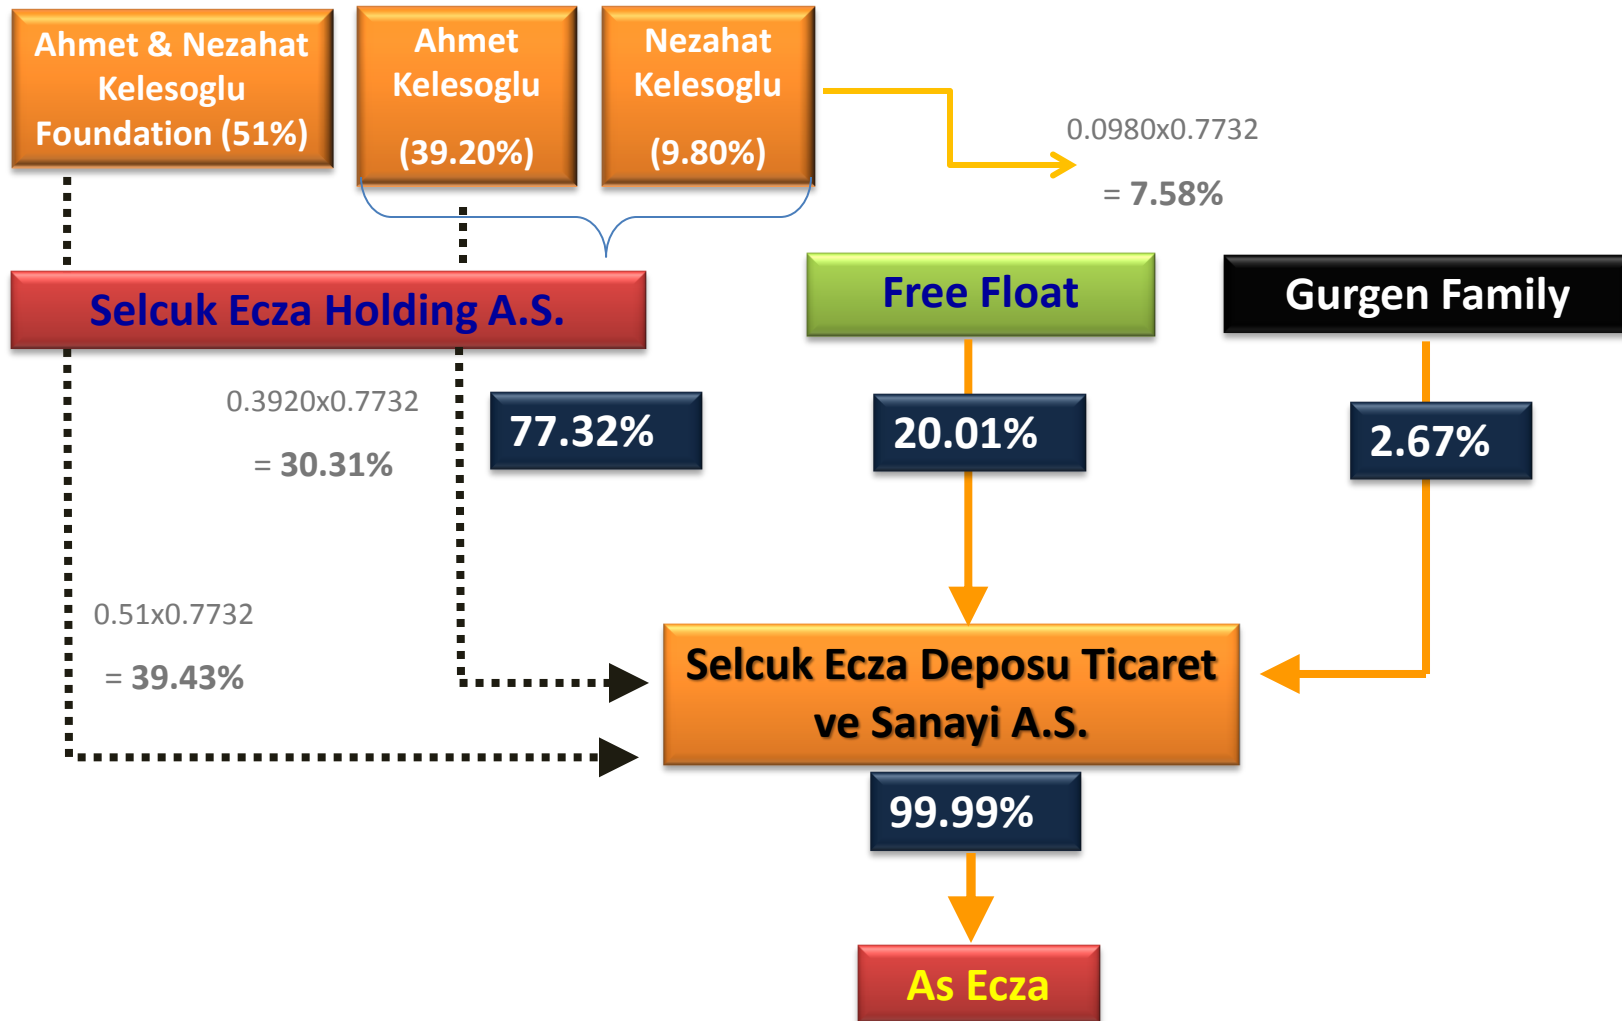 Ahmet & Nezahat
Kelesoglu
Foundation (51%)
Ahmet
Kelesoglu
(39.20%)
Nezahat
Kelesoglu
(9.80%)
0.0980x0.7732
= 7.58%
Selcuk Ecza Holding A.S.
Free Float
Gurgen Family
0.3920x0.7732
= 30.31%
77.32%
20.01%
2.67%
0.51x0.7732
= 39.43%
Selcuk Ecza Deposu Ticaret
ve Sanayi A.S.
99.99%
As Ecza